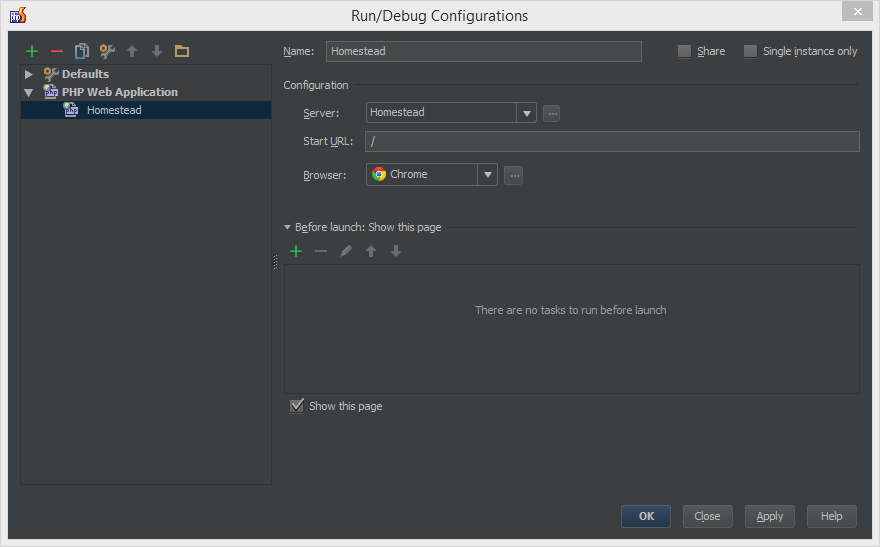 Run/Debug Configurations
Name: Homestead Share Single instance only
Defaults
PHP Web Application
Homestead
Configuration
Server: Homestead ...
Start URL: /
Browser: Chrome ...
Before launch: Show this page
There are no tasks to run before launch
Show this page
OK Close Apply Help